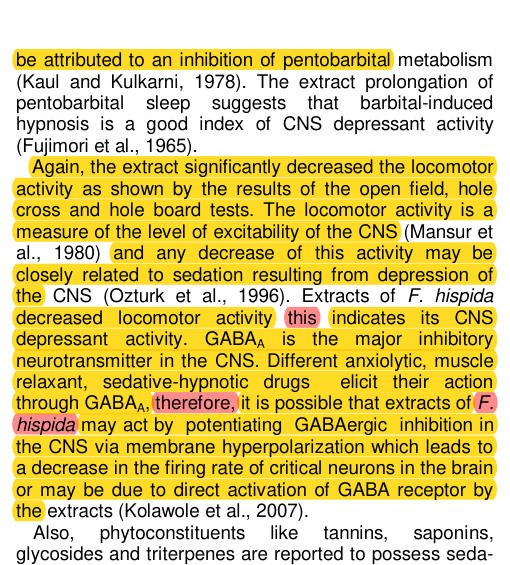 be attributed to an inhibition of pentobarbital metabolism
(Kaul and Kulkarni, 1978). The extract prolongation of
pentobarbital sleep suggests that barbital-induced
hypnosis is a good index of CNS depressant activity
(Fujimori et al., 1965).
Again, the extract significantly decreased the locomotor
activity as shown by the results of the open field, hole
cross and hole board tests. The locomotor activity is a
measure of the level of excitability of the CNS (Mansur et
al., 1980) and any decrease of this activity may be
closely related to sedation resulting from depression of
the CNS (Ozturk et al., 1996). Extracts of F. hispida
decreased locomotor activity this indicates its CNS
depressant activity. GABAA is the major inhibitory
neurotransmitter in the CNS. Different anxiolytic, muscle
relaxant, sedative-hypnotic drugs elicit their action
through GABAA, therefore, it is possible that extracts of F.
hispida may act by potentiating GABAergic inhibition in
the CNS via membrane hyperpolarization which leads to
a decrease in the firing rate of critical neurons in the brain
or may be due to direct activation of GABA receptor by
the extracts (Kolawole et al., 2007).
Also, phytoconstituents like tannins, saponins,
glycosides and triterpenes are reported to possess seda-